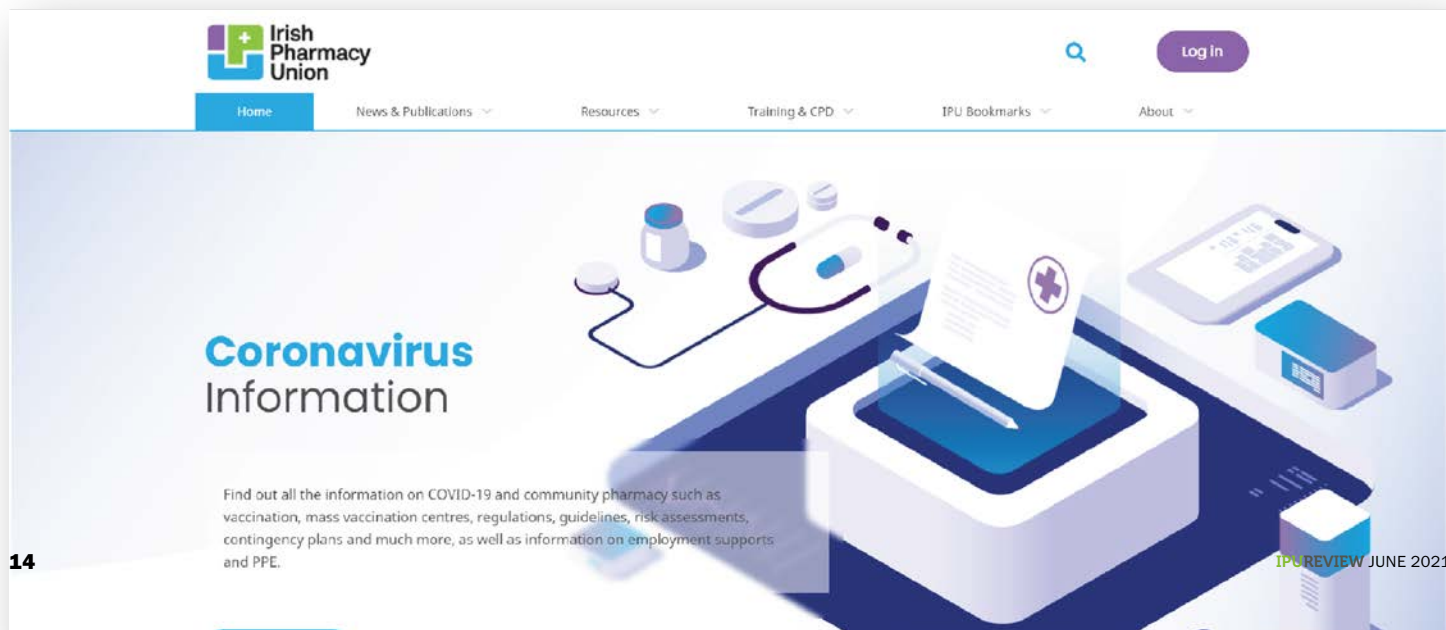 Irish
Pharmacy
Union
Log in
Home
News & Publications
Resources
Training & CPD
IPU Bookmarks
About
Coronavirus
Information
Find out all the information on COVID-19 and community pharmacy such as
vaccination, mass vaccination centres, regulations, guidelines, risk assessments,
contingency plans and much more, as well as information on employment supports
and PPE.
14
IPUREVIEW JUNE 2021